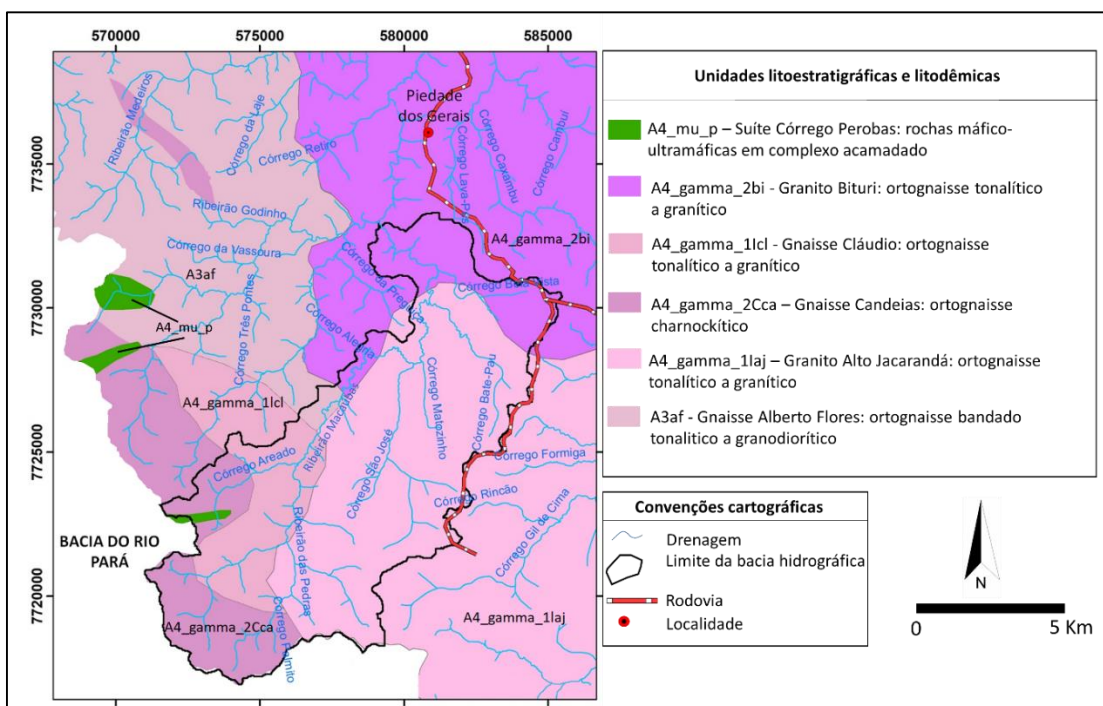 570000
575000
580000
585000
7735000
7730000
7725000
7720000
Piedade
dos Gerais
Ribeirão Medeiros
Córrego da Laje
Córrego Retiro
Córrego Lava-Pés
Córrego Caxambu
Córrego Cambuí
Ribeirão Godinho
Córrego da Vassoura
A4_gamma_2bi
A3af
Córrego da Preguiça
Córrego Boa Vista
A4_mu_p
Córrego Três Pontes
Córrego Alegria
A4_gamma_1lcl
Ribeirão Macaúbas
Córrego Matozinho
Córrego Bate-Pau
Córrego Areado
Córrego São José
Córrego Formiga
Córrego Rincão
Córrego Gil de Cima
BACIA DO RIO
PARÁ
Ribeirão das Pedras
A4_gamma_2Cca
Córrego Palmito
A4_gamma_1laj
Unidades litoestratigráficas e litodêmicas
A4_mu_p – Suíte Córrego Perobas: rochas máfico-
ultramáficas em complexo acamadado
A4_gamma_2bi - Granito Bituri: ortognaisse tonalítico
a granítico
A4_gamma_1lcl - Gnaisse Cláudio: ortognaisse
tonalítico a granítico
A4_gamma_2Cca – Gnaisse Candeias: ortognaisse
charnockítico
A4_gamma_1laj – Granito Alto Jacarandá: ortognaisse
tonalítico a granítico
A3af - Gnaisse Alberto Flores: ortognaisse bandado
tonalitico a granodiorítico
Convenções cartográficas
Drenagem
Limite da bacia hidrográfica
Rodovia
Localidade
N
0 5 Km